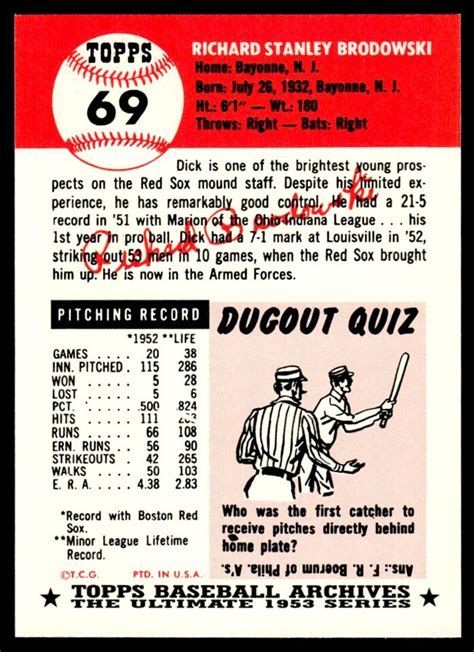 TOPPS
69
RICHARD STANLEY BRODOWSKI
Home: Bayonne, N. J.
Born: July 26, 1932, Bayonne, N. J.
Ht.: 6'1" — Wt.: 180
Throws: Right — Bats: Right
Dick is one of the brightest young pros-
pects on the Red Sox mound staff. Despite his limited
experience, he has remarkably good control. He had a 21-5
record in '51 with Marion of the Ohio-Indiana League . . . his
1st year in pro ball. Dick had a 7-1 mark at Louisville in '52,
striking out 53 men in 10 games, when the Red Sox brought
him up. He is now in the Armed Forces.
Richard Brodowski
PITCHING RECORD
*1952 **LIFE
GAMES . . . . 20 38
INN. PITCHED. 115 286
WON . . . . . 5 28
LOST . . . . . 5 6
PCT. . . . . . .500 .824
HITS . . . . 111
RUNS . . . . 66 108
ERN. RUNS . . 56 90
STRIKEOUTS . . 42 265
WALKS . . . . 50 103
E. R. A. . . . . 4.38 2.83
*Record with Boston Red
Sox.
**Minor League Lifetime
Record.
©T.C.G. PTD. IN U.S.A.
DUGOUT QUIZ
Who was the first catcher to
receive pitches directly behind
home plate?
Ans.: F. R. Boerum of Phila. A's.
★ TOPPS BASEBALL ARCHIVES ★
THE ULTIMATE 1953 SERIES